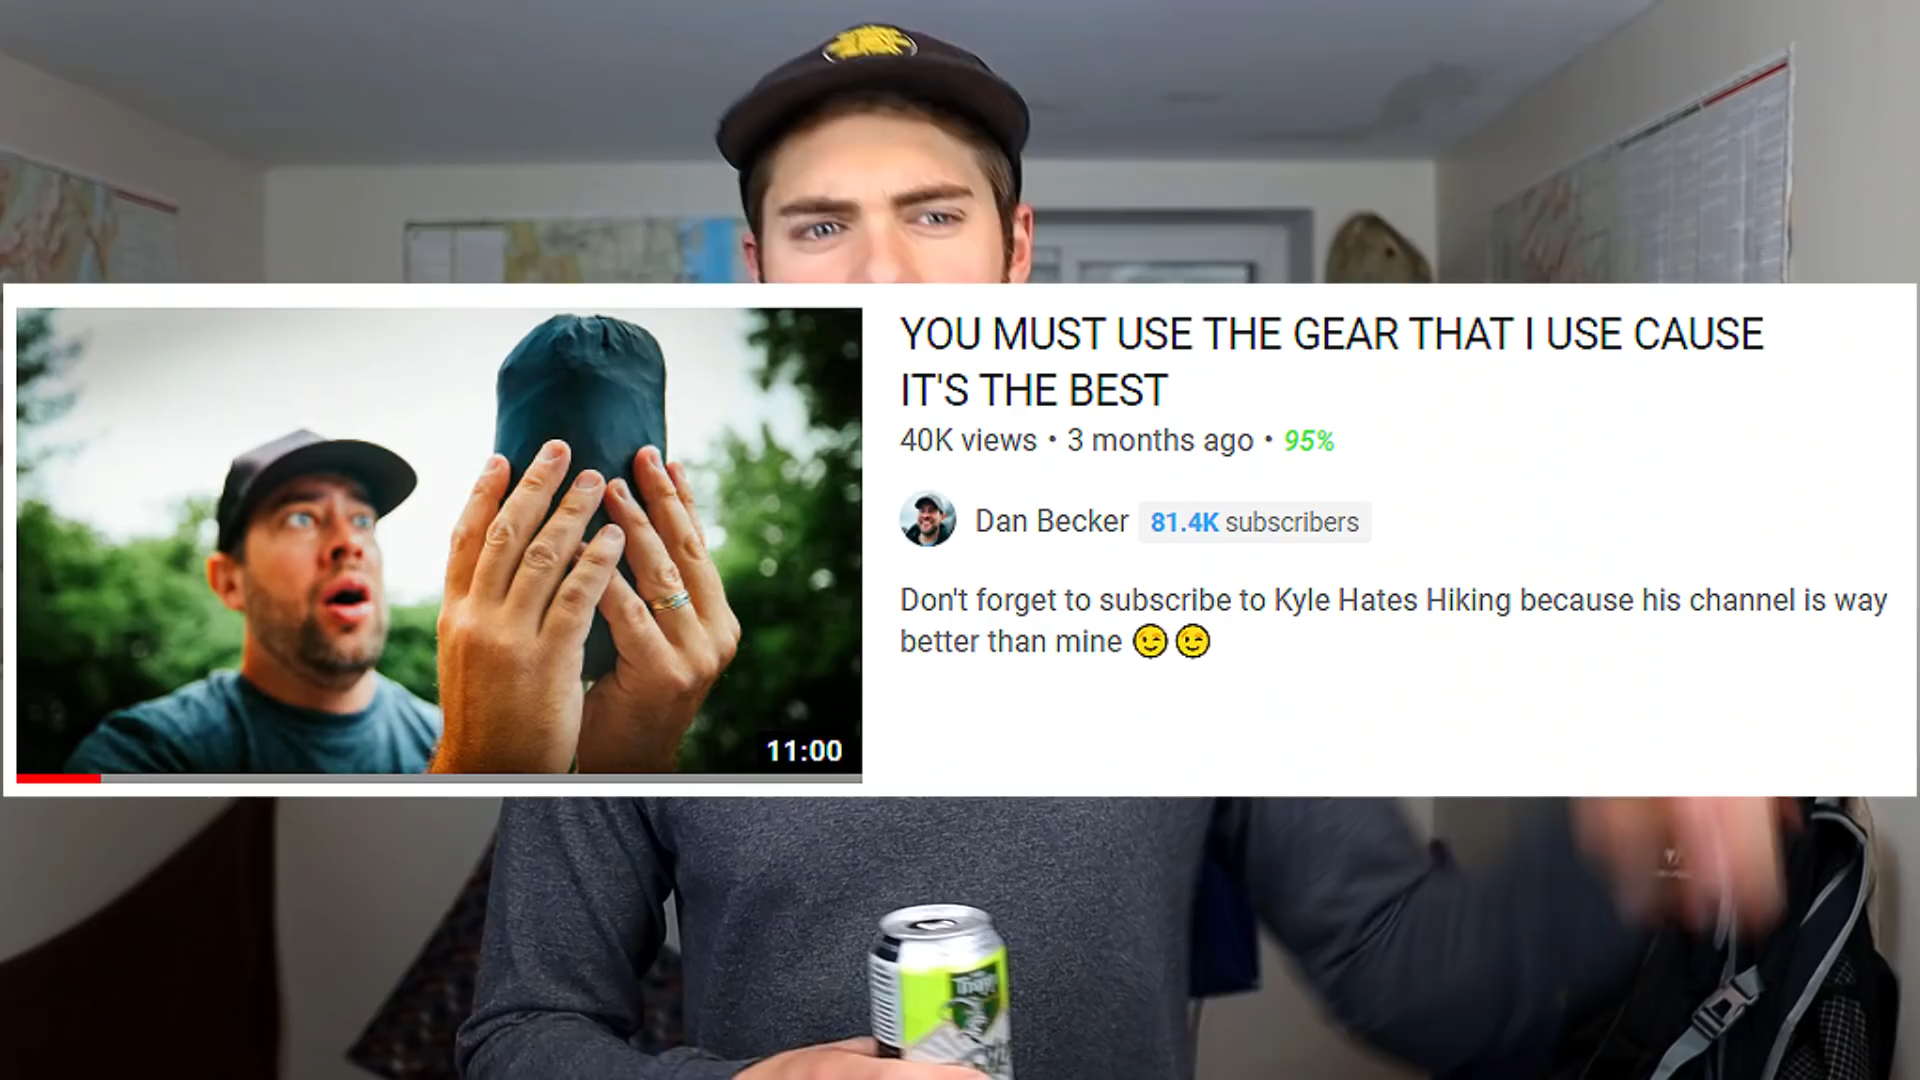 YOU MUST USE THE GEAR THAT I USE CAUSE
IT'S THE BEST
40K views • 3 months ago • 95%
Dan Becker 81.4K subscribers
Don't forget to subscribe to Kyle Hates Hiking because his channel is way
better than mine 😉 😉
11:00